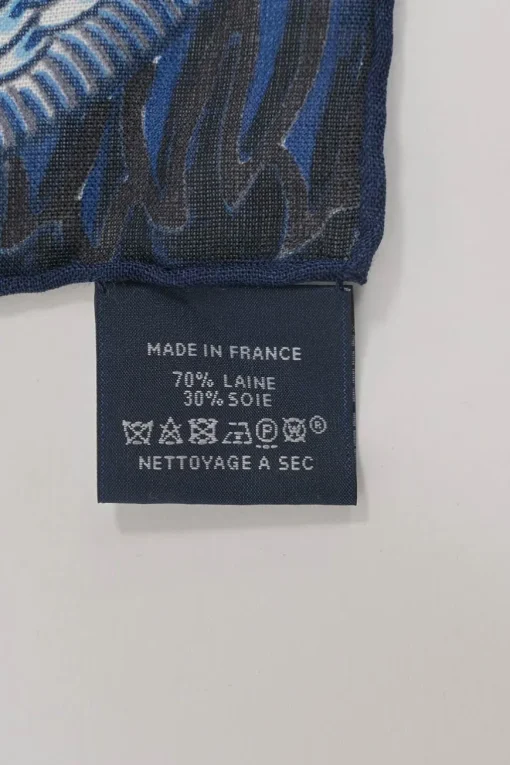 MADE IN FRANCE
70% LAINE
30% SOIE
P W ®
NETTOYAGE A SEC